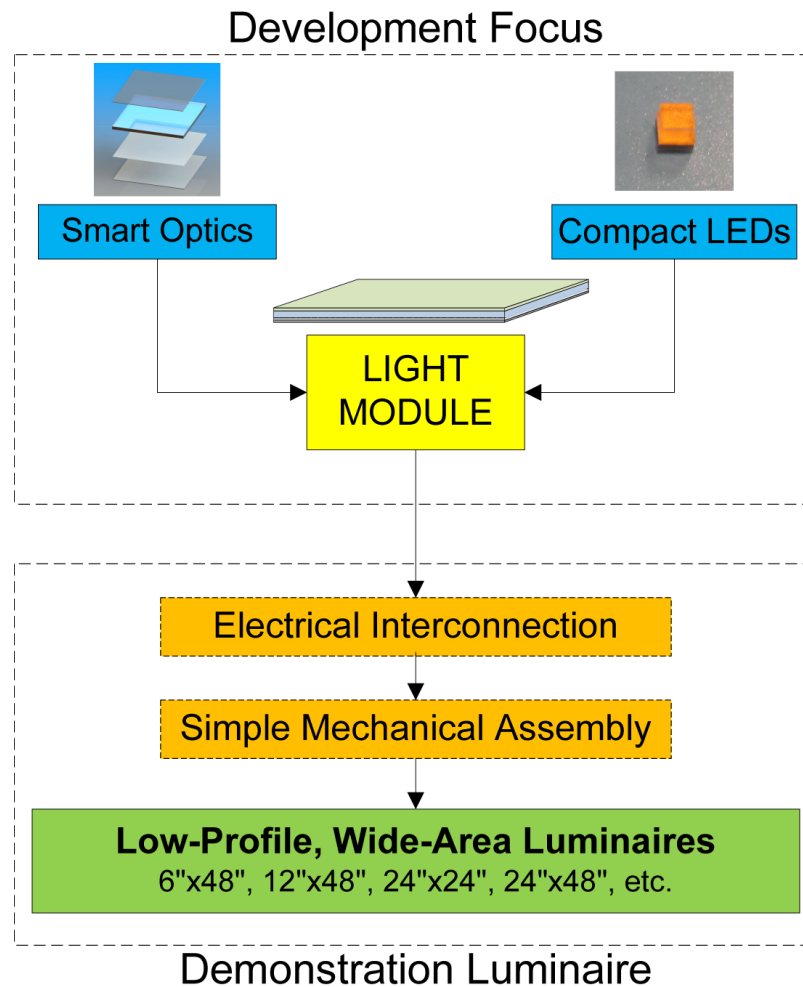 Development Focus
Smart Optics
Compact LEDs
LIGHT
MODULE
Electrical Interconnection
Simple Mechanical Assembly
Low-Profile, Wide-Area Luminaires
6"x48", 12"x48", 24"x24", 24"x48", etc.
Demonstration Luminaire